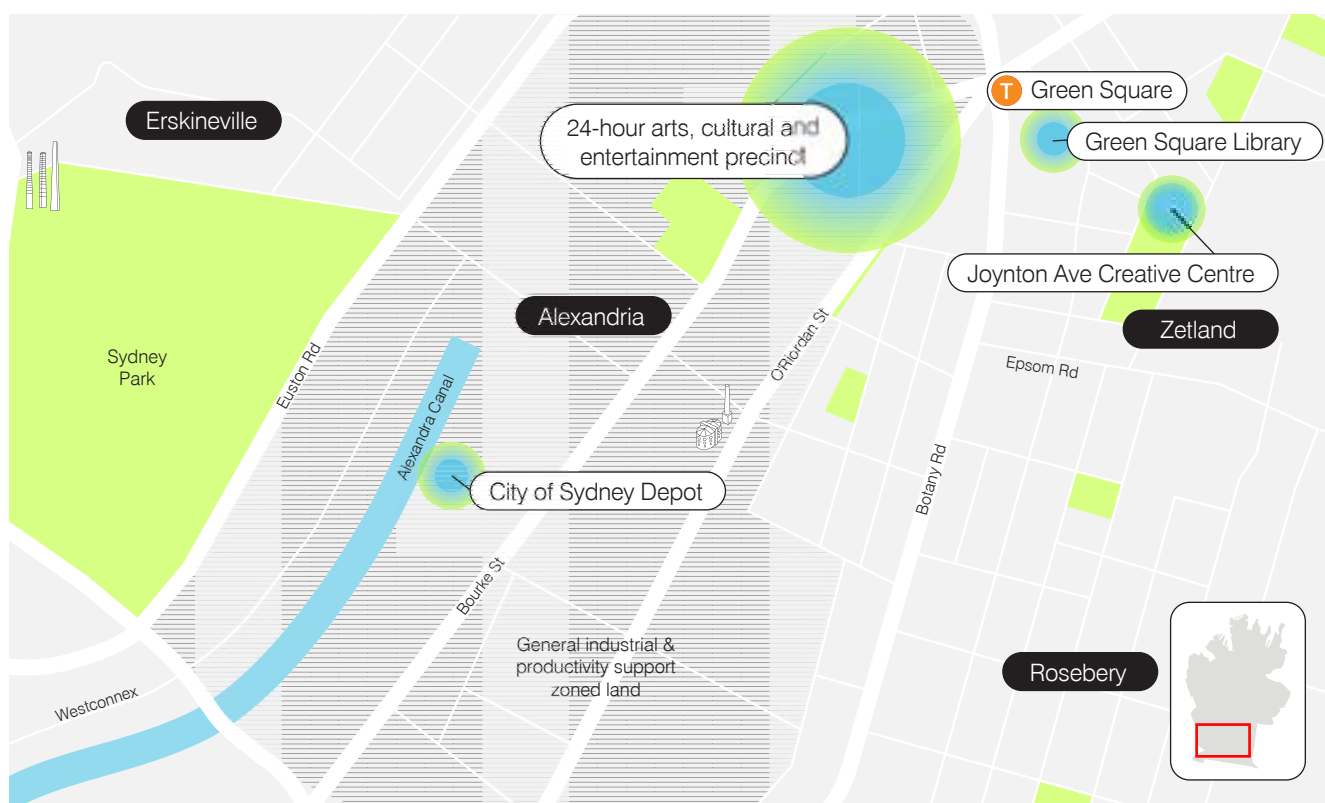 T Green Square
Erskineville
24-hour arts, cultural and
entertainment precinct
Green Square Library
Joynton Ave Creative Centre
Alexandria
Zetland
Sydney
Park
Euston Rd
O'Riordan St
Epsom Rd
Alexandra Canal
City of Sydney Depot
Botany Rd
Bourke St
General industrial &
productivity support
zoned land
Rosebery
Westconnex